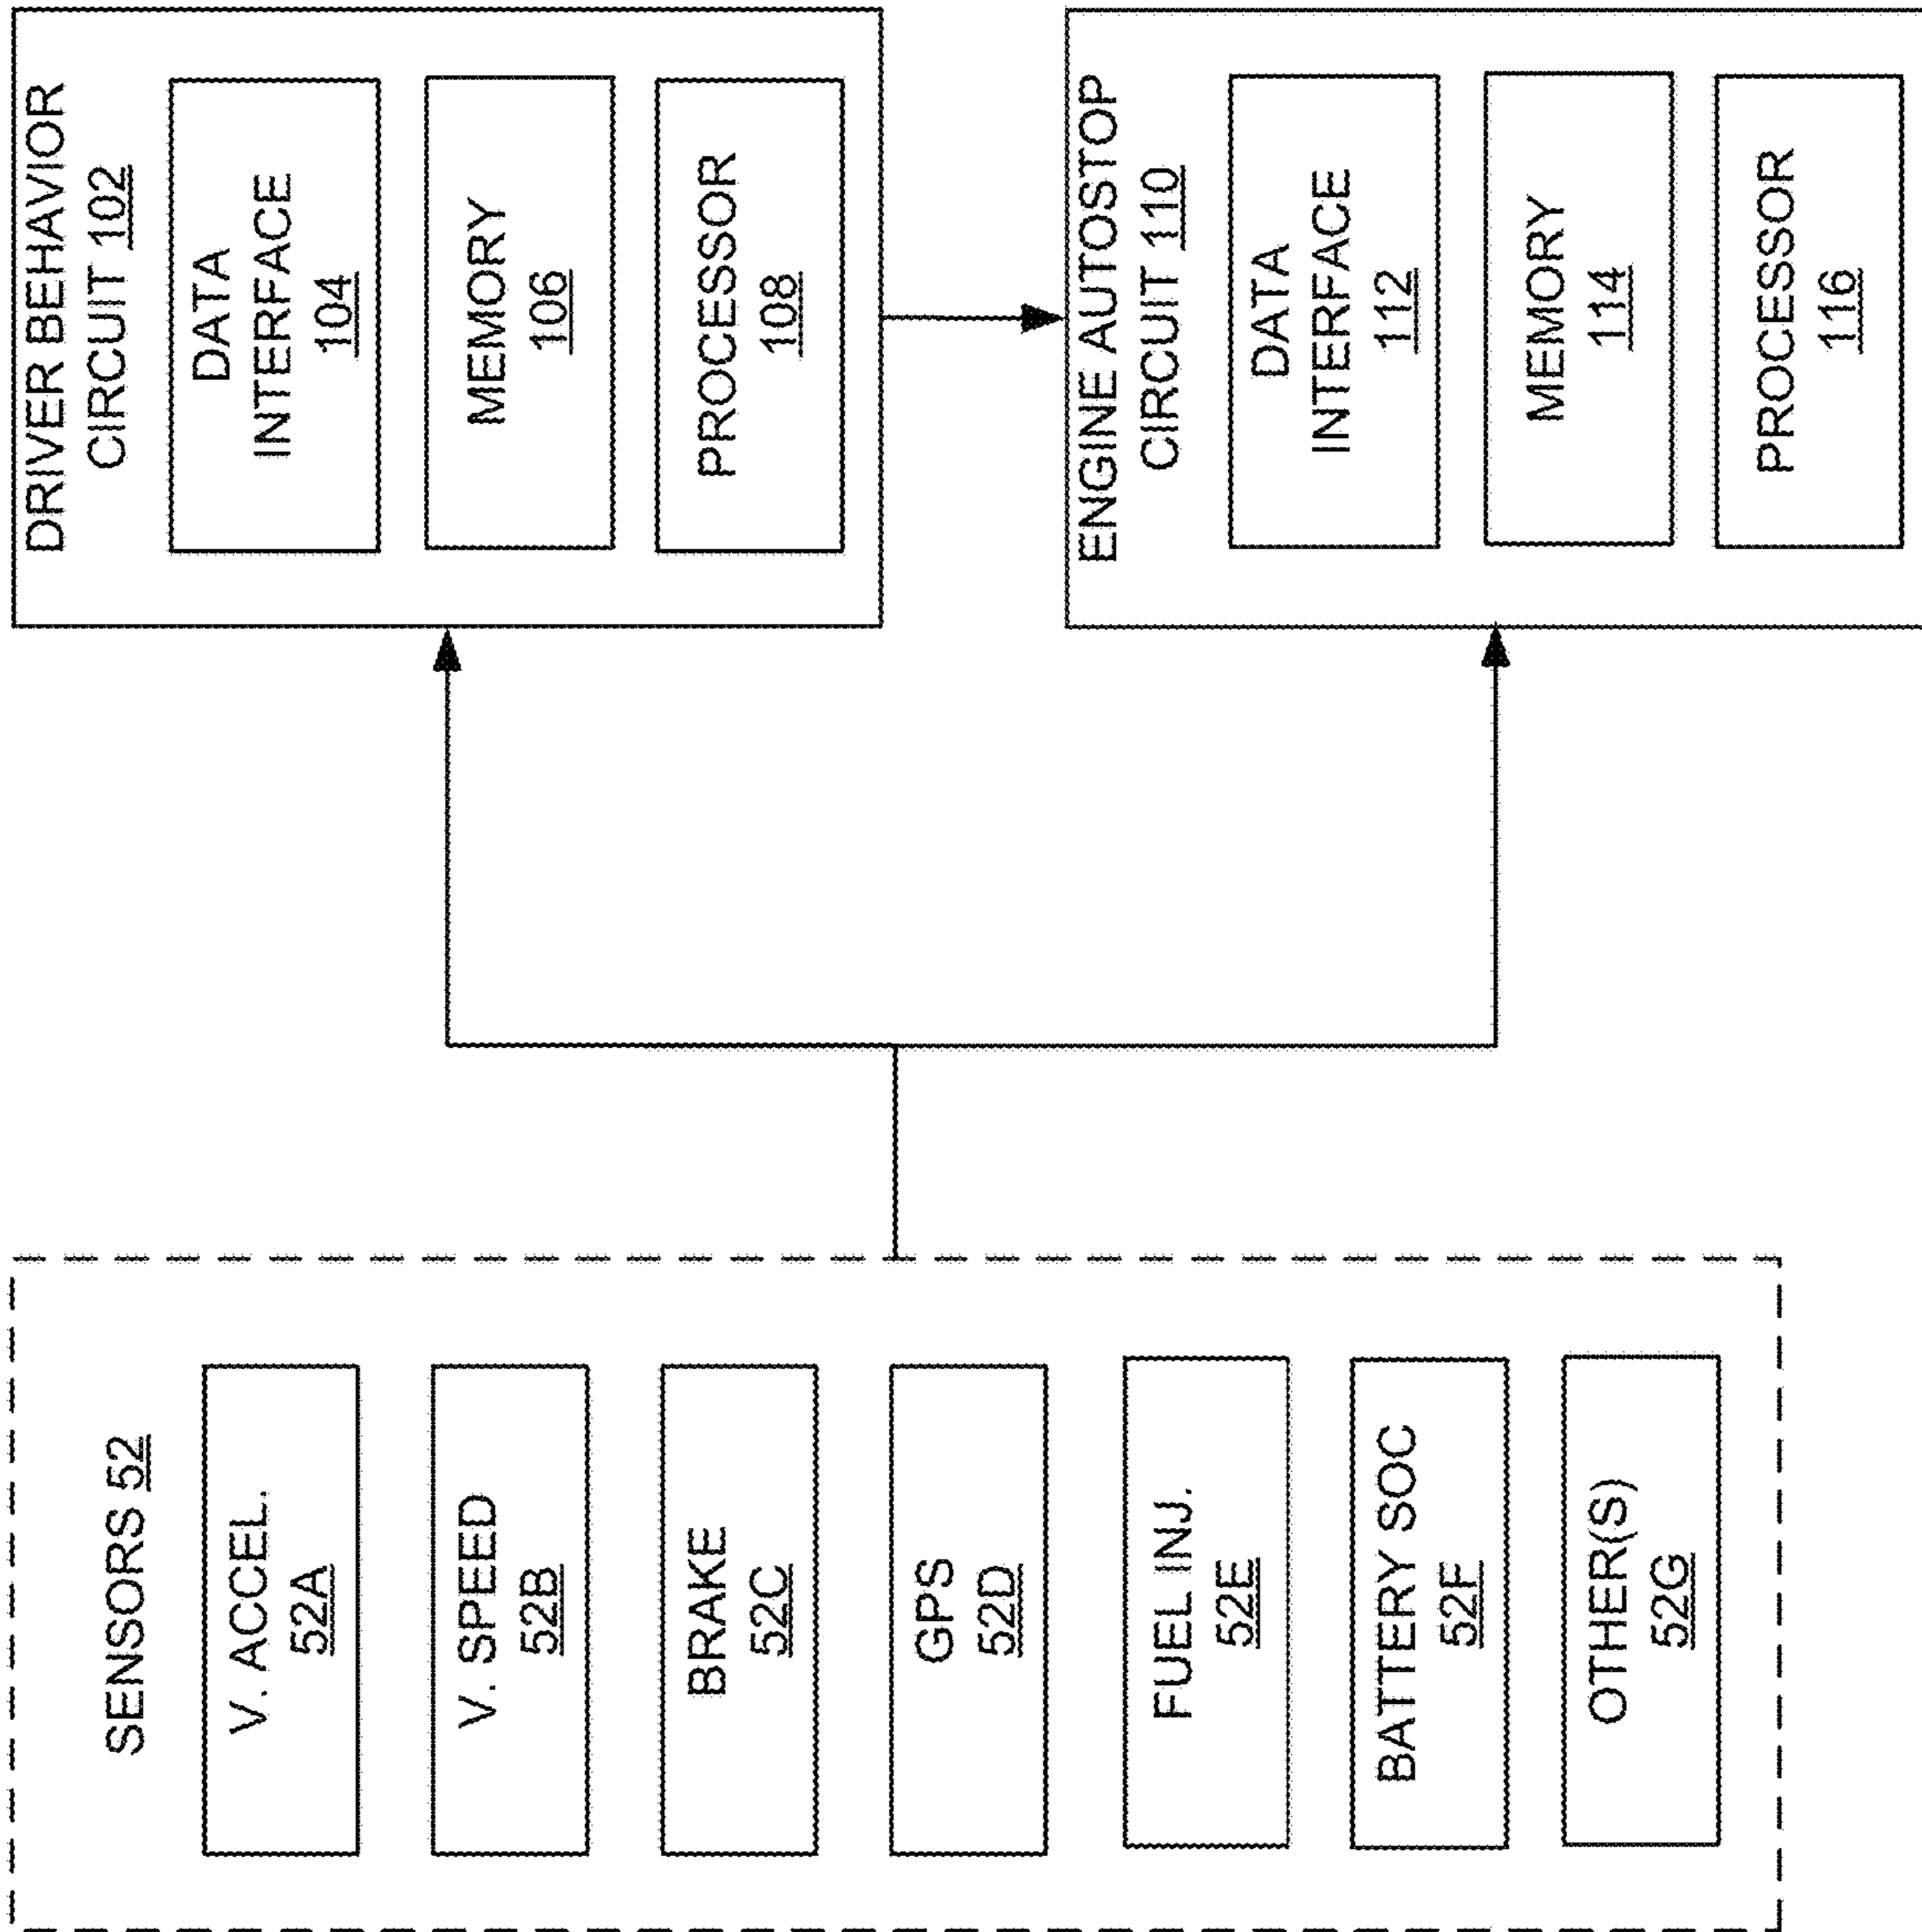 SENSORS 52
V. ACCEL.
52A
V. SPEED
52B
BRAKE
52C
GPS
52D
FUEL INJ.
52E
BATTERY SOC
52F
OTHER(S)
52G
DRIVER BEHAVIOR
CIRCUIT 102
DATA
INTERFACE
104
MEMORY
106
PROCESSOR
108
ENGINE AUTOSTOP
CIRCUIT 110
DATA
INTERFACE
112
MEMORY
114
PROCESSOR
116